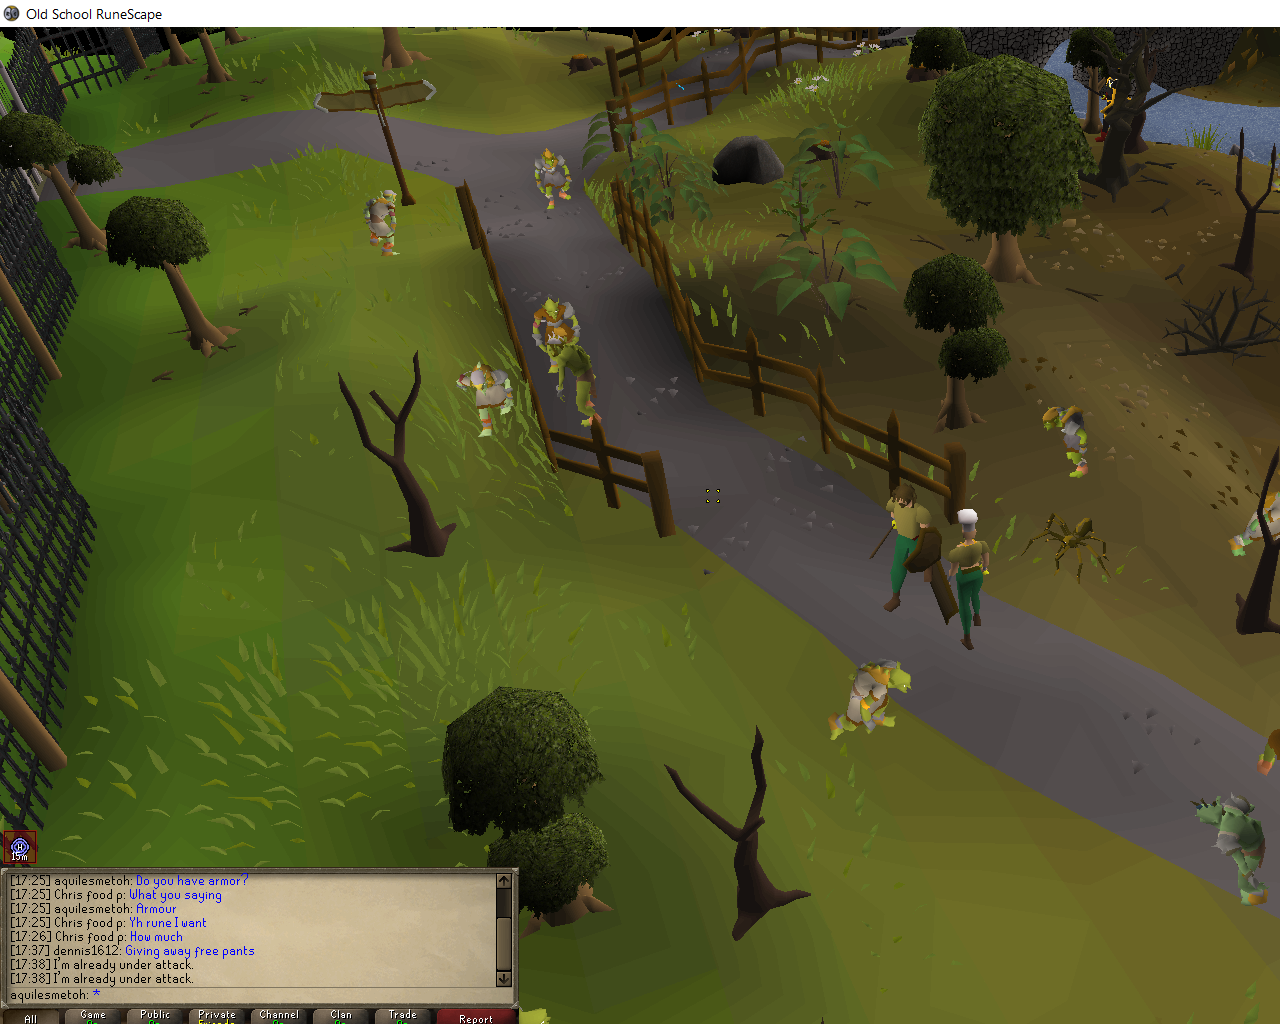 Old School RuneScape
15m
[17:25] aquilesmetoh: Do you have armor?
[17:25] Chris food p: What you saying
[17:25] aquilesmetoh: Armour
[17:25] Chris food p: Yh rune I want
[17:26] Chris food p: How much
[17:37] dennis1612: Giving away free pants
[17:38] I'm already under attack.
[17:38] I'm already under attack.
aquilesmetoh: *
All Game Public Private Channel Clan Trade Report
Friends